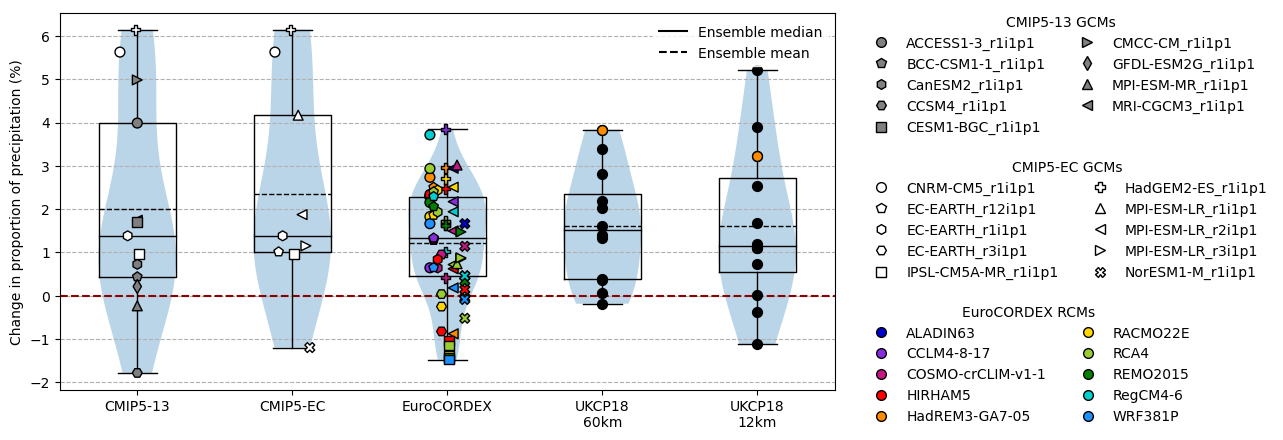 Change in proportion of precipitation (%)
6
5
4
3
2
1
0
−1
−2
Ensemble median
Ensemble mean
CMIP5-13
CMIP5-EC
EuroCORDEX
UKCP18
60km
UKCP18
12km
CMIP5-13 GCMs
ACCESS1-3_r1i1p1
BCC-CSM1-1_r1i1p1
CanESM2_r1i1p1
CCSM4_r1i1p1
CESM1-BGC_r1i1p1
CMCC-CM_r1i1p1
GFDL-ESM2G_r1i1p1
MPI-ESM-MR_r1i1p1
MRI-CGCM3_r1i1p1
CMIP5-EC GCMs
CNRM-CM5_r1i1p1
EC-EARTH_r12i1p1
EC-EARTH_r1i1p1
EC-EARTH_r3i1p1
IPSL-CM5A-MR_r1i1p1
HadGEM2-ES_r1i1p1
MPI-ESM-LR_r1i1p1
MPI-ESM-LR_r2i1p1
MPI-ESM-LR_r3i1p1
NorESM1-M_r1i1p1
EuroCORDEX RCMs
ALADIN63
CCLM4-8-17
COSMO-crCLIM-v1-1
HIRHAM5
HadREM3-GA7-05
RACMO22E
RCA4
REMO2015
RegCM4-6
WRF381P